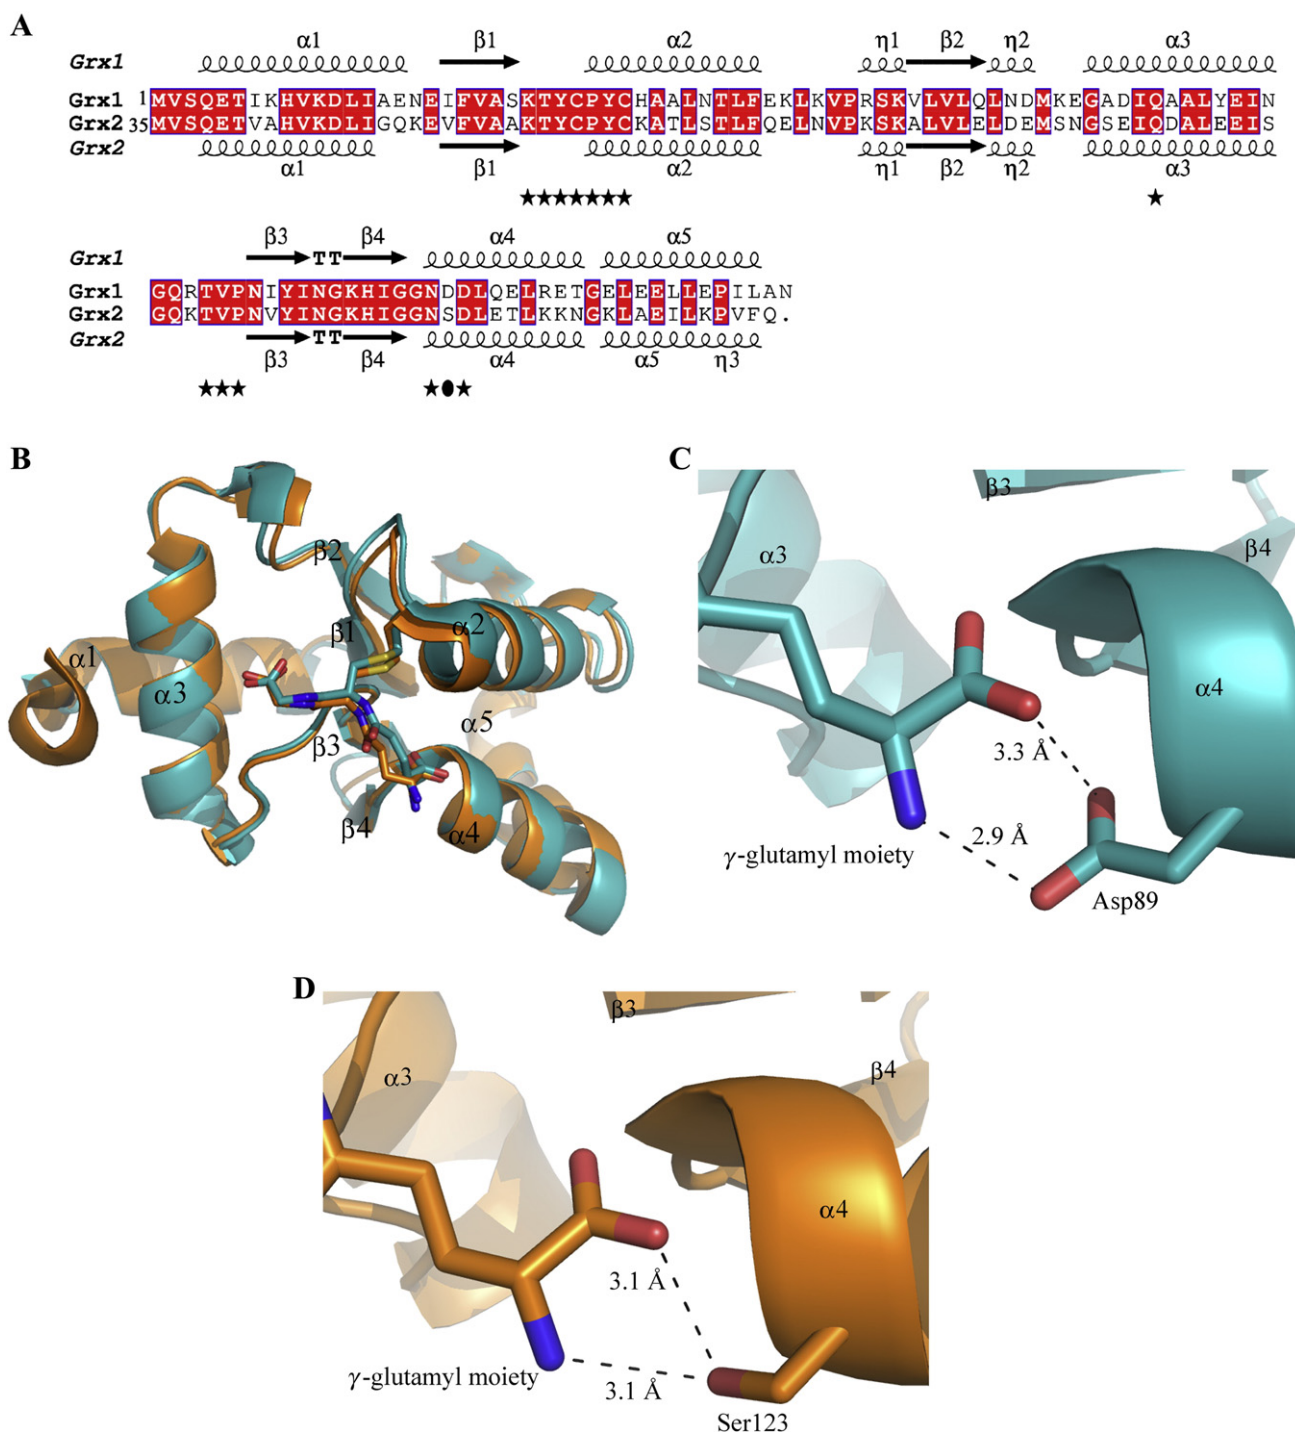 A
α1 β1 α2 η1 β2 η2 α3
Grx1
Grx1 1 MVSQETIKHVKDLIAENEIFVASKTYCPYCHAALNTLFEKLKVPRSKVLVLQLNDMKEGADIQAALYEIN
Grx2 35 MVSQETVAHVKDLIGQKEVFVAAKTYCPYCKATLSTLFQELNVPKSKALVLELDEMSNGSEIQDALEEIS
Grx2
α1 β1 α2 η1 β2 η2 α3
★★★★★★★ ★
β3 β4 α4 α5
Grx1 TT
Grx1 GQRTVPNIYINGKHIGGNDDLQELRETGELEELLEPILAN
Grx2 GQKTVPNVYINGKHIGGNSDLETLKKNGKLAEILKPVFQ.
Grx2 TT
β3 β4 α4 α5 η3
★★★ ★●★
B
β2
β1
α2
α1
α3
α5
β3
β4
α4
C
β3
α3
β4
α4
3.3 Å
2.9 Å
γ-glutamyl moiety
Asp89
D
β3
α3
β4
α4
3.1 Å
γ-glutamyl moiety
3.1 Å
Ser123